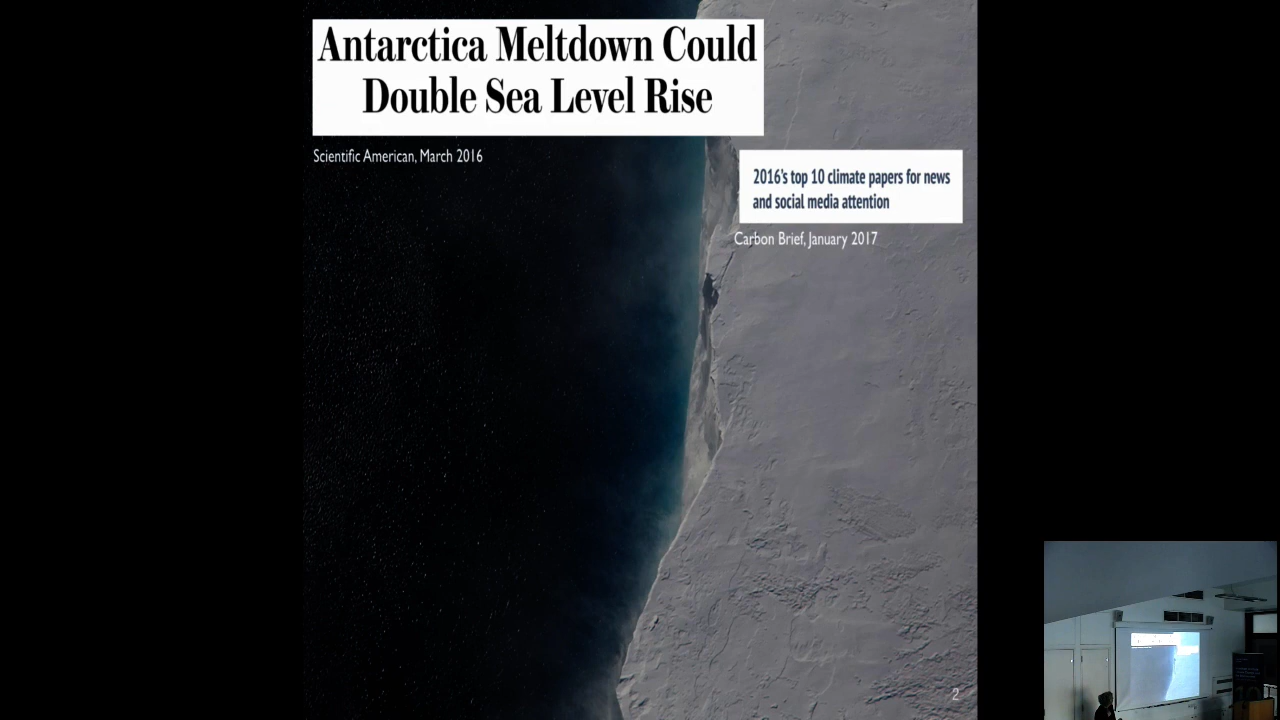 Antarctica Meltdown Could
Double Sea Level Rise
Scientific American, March 2016
2016's top 10 climate papers for news
and social media attention
Carbon Brief, January 2017
2